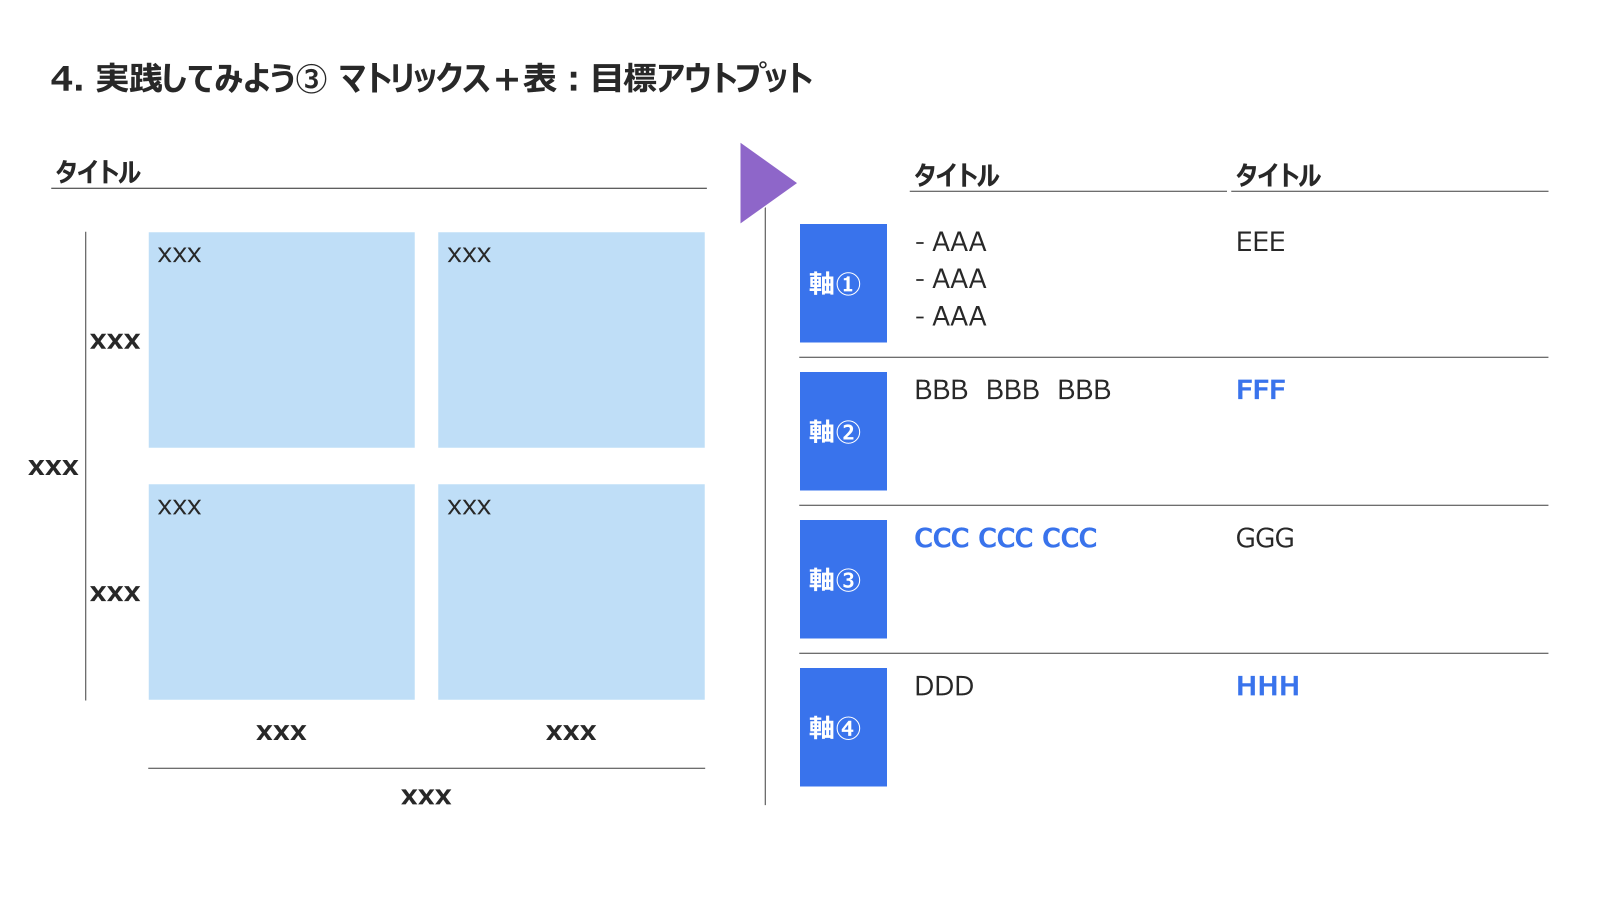 4. 実践してみよう③ マトリックス＋表：目標アウトプット
タイトル
xxx
xxx
xxx
xxx
xxx
xxx
xxx
xxx
xxx
xxx
タイトル
タイトル
軸①
- AAA
- AAA
- AAA
EEE
軸②
BBB BBB BBB
FFF
軸③
CCC CCC CCC
GGG
軸④
DDD
HHH